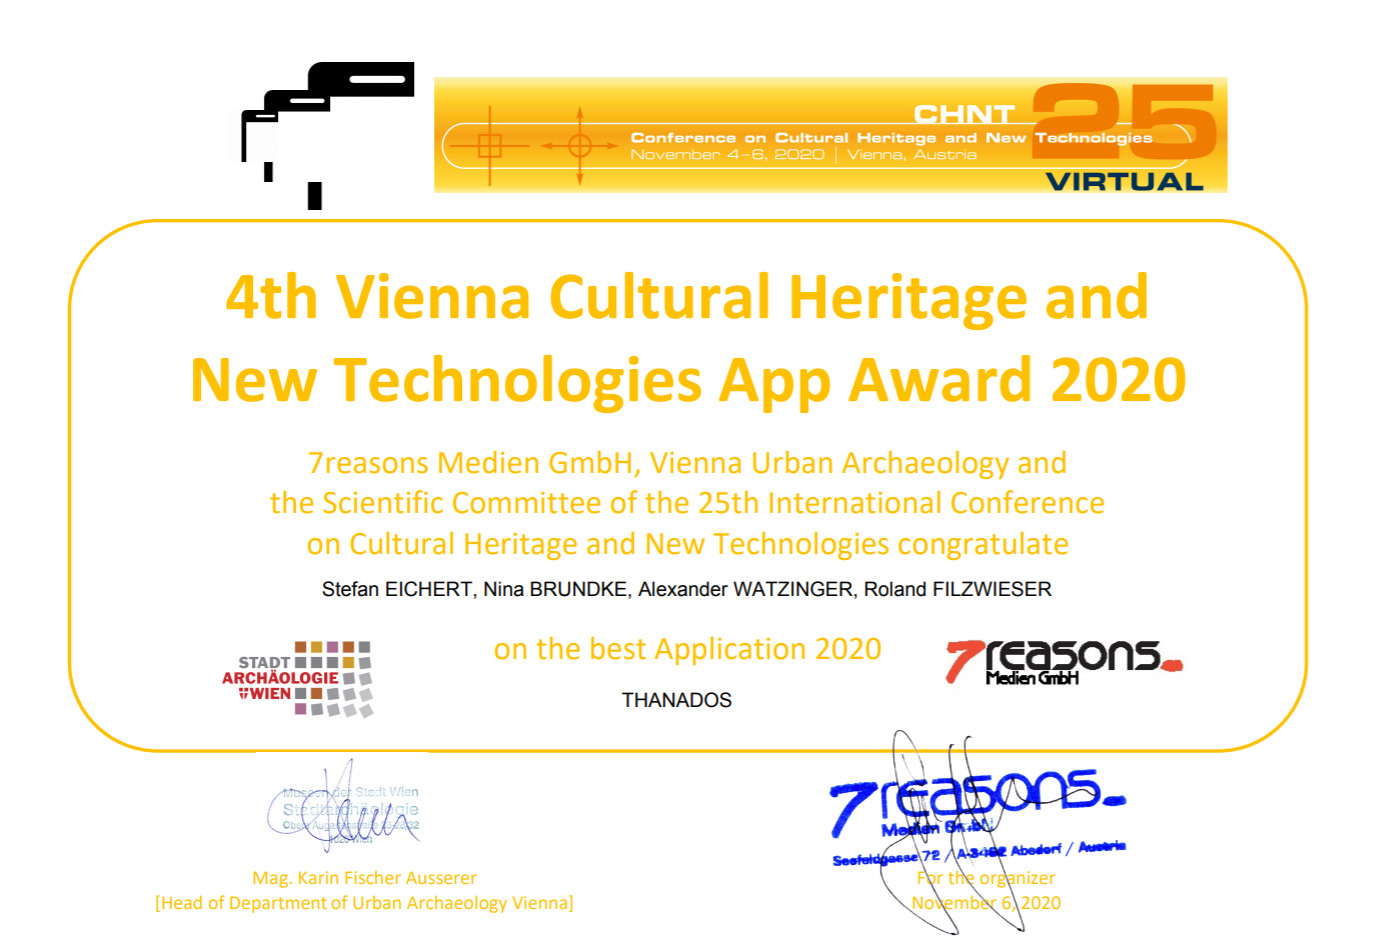 CHNT 25
Conference on Cultural Heritage and New Technologies
November 4–6, 2020 | Vienna, Austria
VIRTUAL
4th Vienna Cultural Heritage and
New Technologies App Award 2020
7reasons Medien GmbH, Vienna Urban Archaeology and
the Scientific Committee of the 25th International Conference
on Cultural Heritage and New Technologies congratulate
Stefan EICHERT, Nina BRUNDKE, Alexander WATZINGER, Roland FILZWIESER
on the best Application 2020
STADT
ARCHÄOLOGIE
WIEN
7reasons
Medien GmbH
THANADOS
Museen der Stadt Wien
Stadtarchäologie
1020 Wien
7reasons
Medien GmbH
Seefeldgasse 72 / A-3462 Absdorf / Austria
Mag. Karin Fischer Ausserer
[Head of Department of Urban Archaeology Vienna]
For the organizer
November 6, 2020